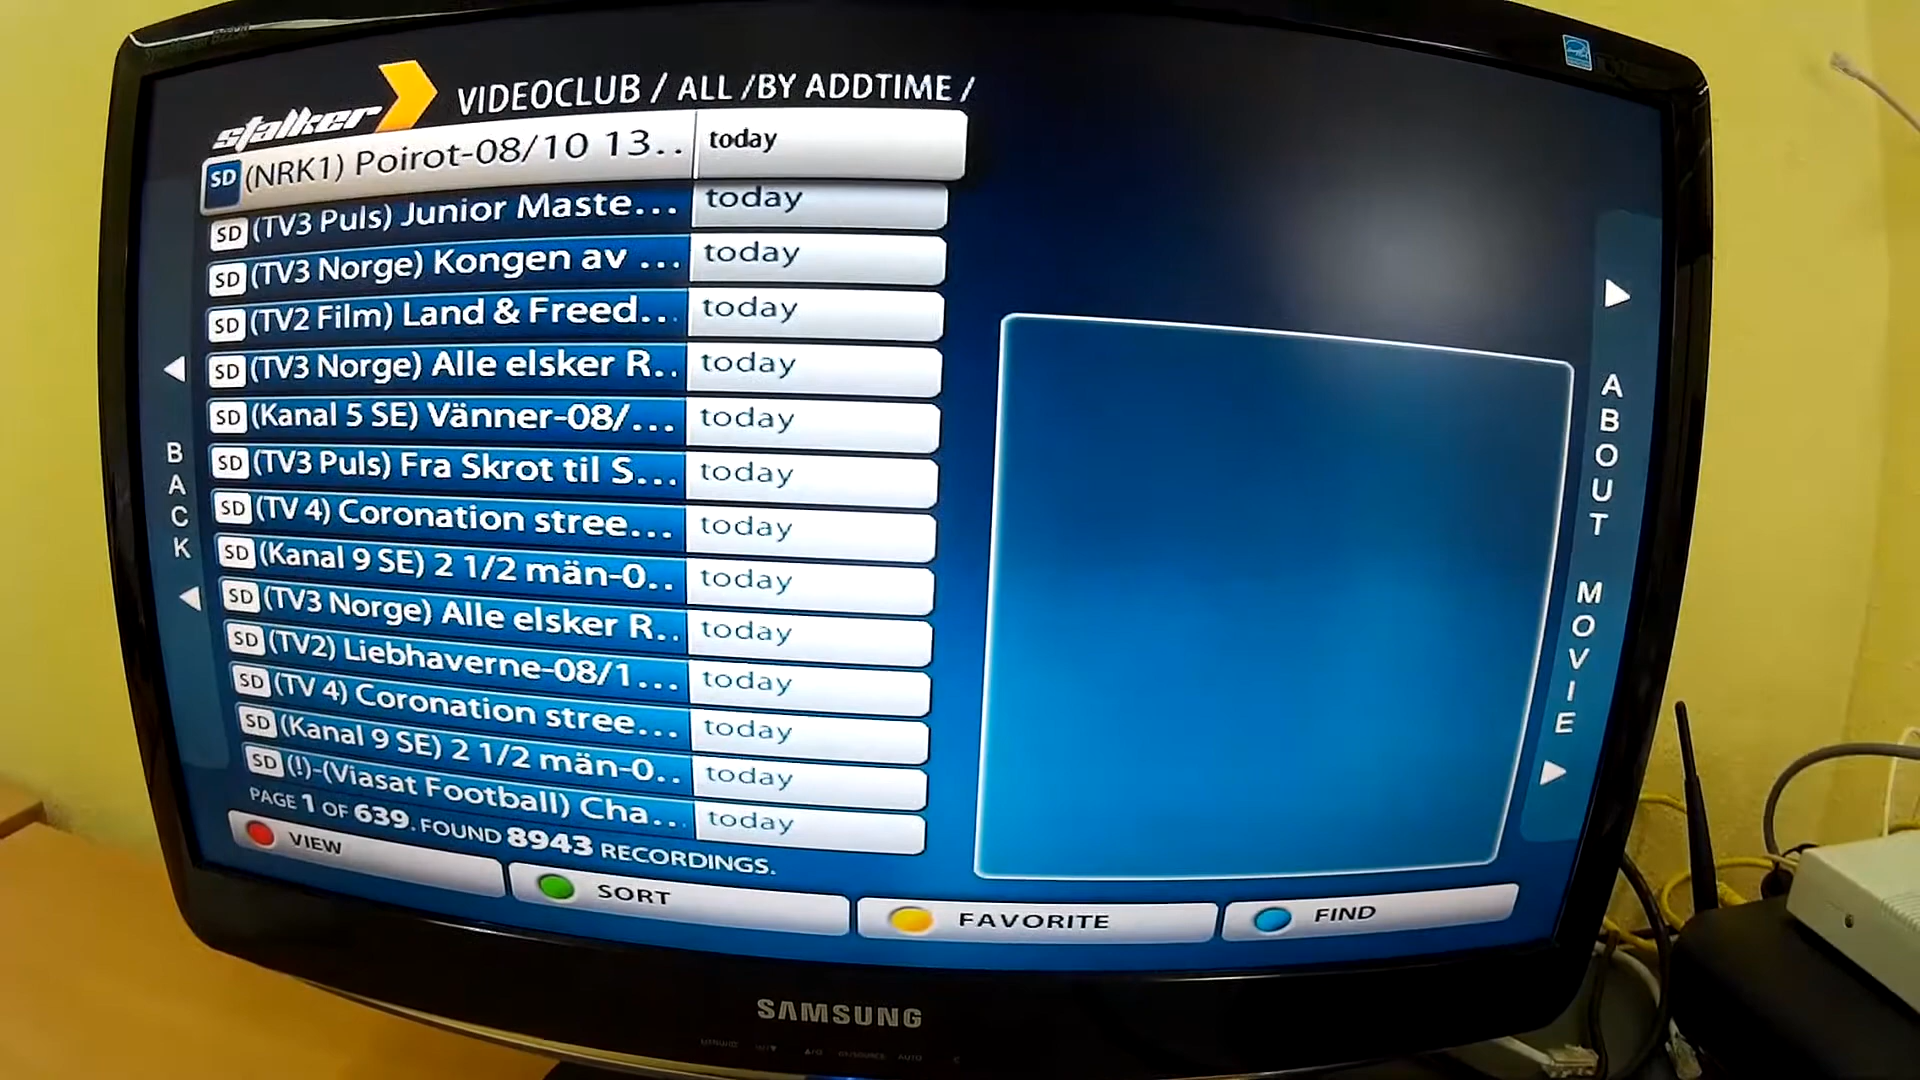 stalker VIDEOCLUB / ALL /BY ADDTIME /
SD (NRK1) Poirot-08/10 13.. today
SD (TV3 Puls) Junior Maste... today
SD (TV3 Norge) Kongen av ... today
SD (TV2 Film) Land & Freed... today
SD (TV3 Norge) Alle elsker R.. today
SD (Kanal 5 SE) Vänner-08/... today
SD (TV3 Puls) Fra Skrot til S... today
SD (TV 4) Coronation stree... today
SD (Kanal 9 SE) 2 1/2 män-0.. today
SD (TV3 Norge) Alle elsker R.. today
SD (TV2) Liebhaverne-08/1... today
SD (TV 4) Coronation stree... today
SD (Kanal 9 SE) 2 1/2 män-0.. today
SD (!)-(Viasat Football) Cha... today
PAGE 1 OF 639. FOUND 8943 RECORDINGS.
BACK
ABOUT MOVIE
VIEW SORT FAVORITE FIND
SAMSUNG
AUTO